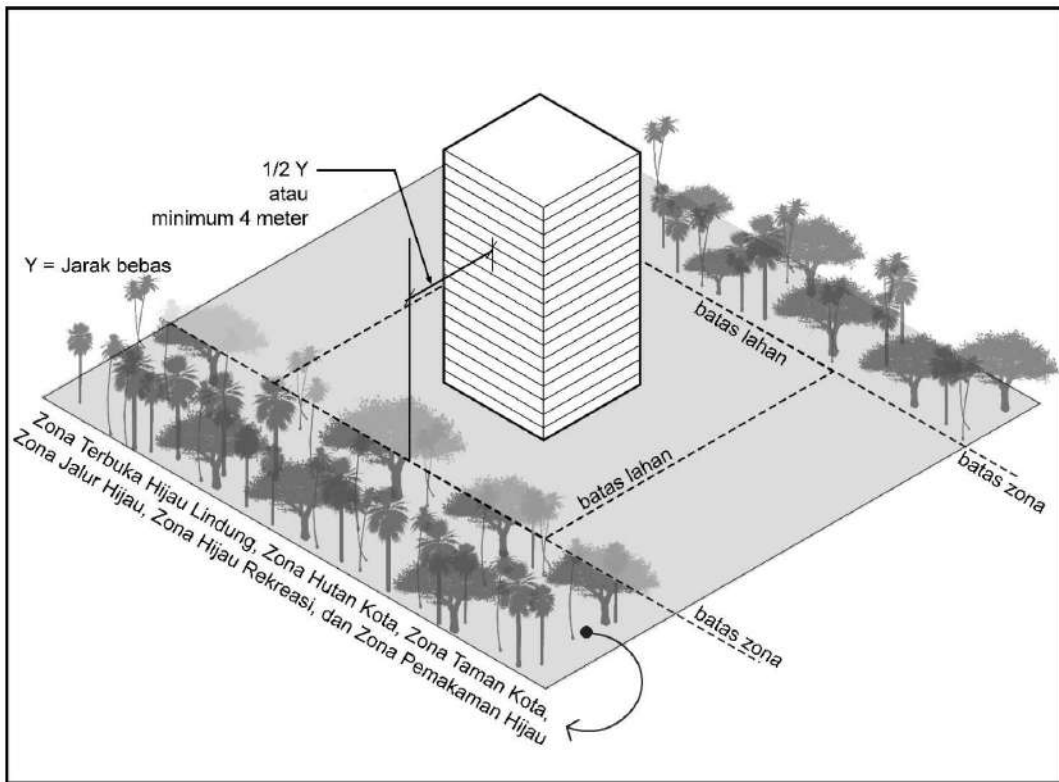 1/2 Y
atau
minimum 4 meter
Y = Jarak bebas
batas lahan
batas lahan
batas zona
batas zona
Zona Terbuka Hijau Lindung, Zona Hutan Kota, Zona Taman Kota,
Zona Jalur Hijau, Zona Hijau Rekreasi, dan Zona Pemakaman Hijau